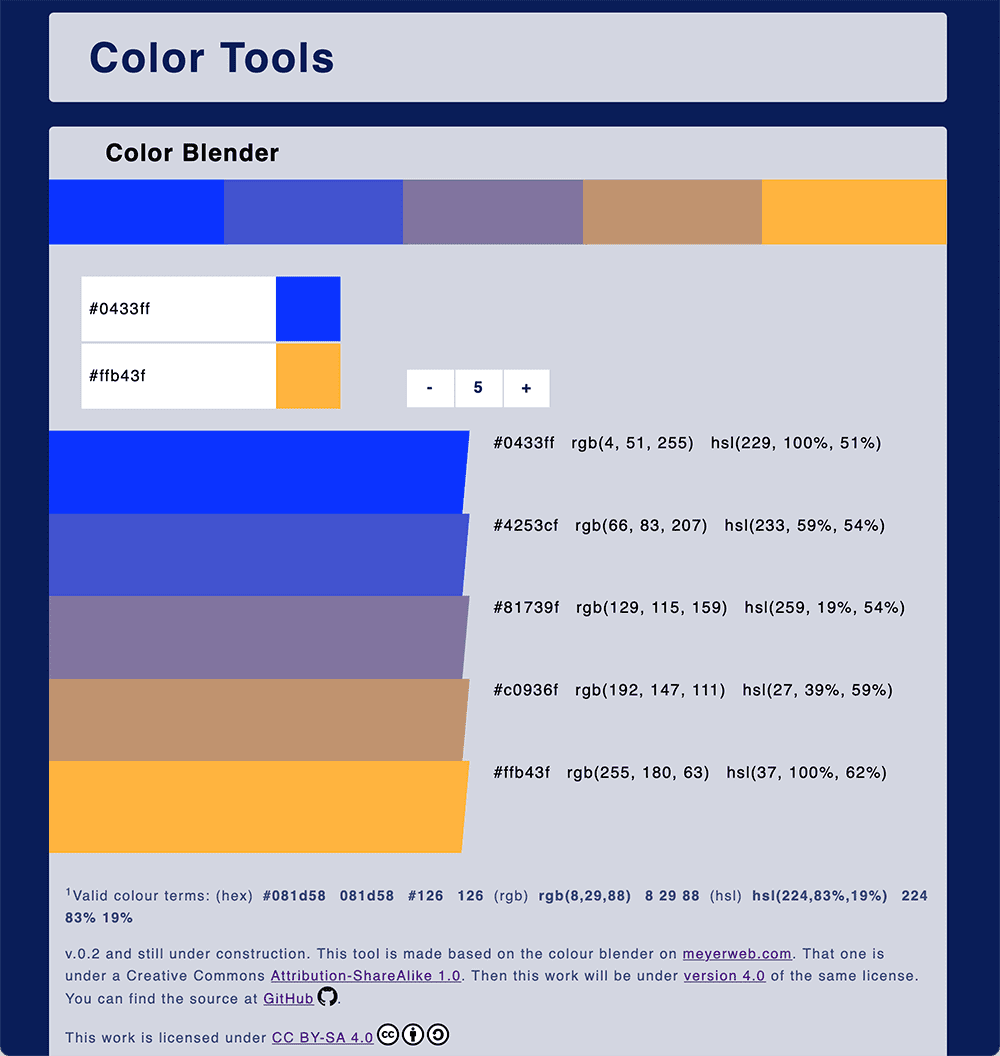 Color Tools
Color Blender
#0433ff
#ffb43f
- 5 +
#0433ff rgb(4, 51, 255) hsl(229, 100%, 51%)
#4253cf rgb(66, 83, 207) hsl(233, 59%, 54%)
#81739f rgb(129, 115, 159) hsl(259, 19%, 54%)
#c0936f rgb(192, 147, 111) hsl(27, 39%, 59%)
#ffb43f rgb(255, 180, 63) hsl(37, 100%, 62%)
1Valid colour terms: (hex) #081d58 081d58 #126 126 (rgb) rgb(8,29,88) 8 29 88 (hsl) hsl(224,83%,19%) 224
83% 19%
v.0.2 and still under construction. This tool is made based on the colour blender on meyerweb.com. That one is
under a Creative Commons Attribution-ShareAlike 1.0. Then this work will be under version 4.0 of the same license.
You can find the source at GitHub.
This work is licensed under CC BY-SA 4.0 cc